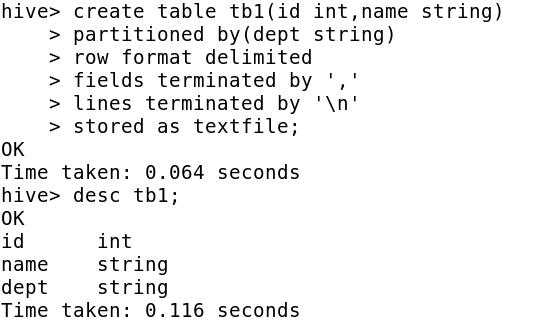 hive> create table tb1(id int,name string)
    > partitioned by(dept string)
    > row format delimited
    > fields terminated by ','
    > lines terminated by '\n'
    > stored as textfile;
OK
Time taken: 0.064 seconds
hive> desc tb1;
OK
id      int
name    string
dept    string
Time taken: 0.116 seconds